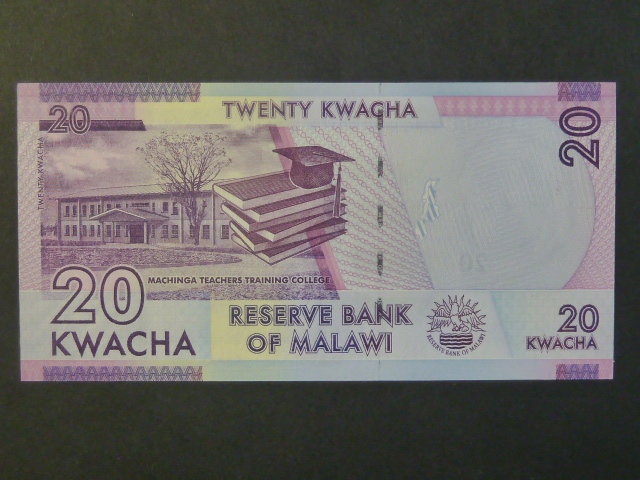 TWENTY KWACHA
20
20
TWENTY KWACHA
MACHINGA TEACHERS TRAINING COLLEGE
20
KWACHA
RESERVE BANK
OF MALAWI
RESERVE BANK OF MALAWI
20
KWACHA
20